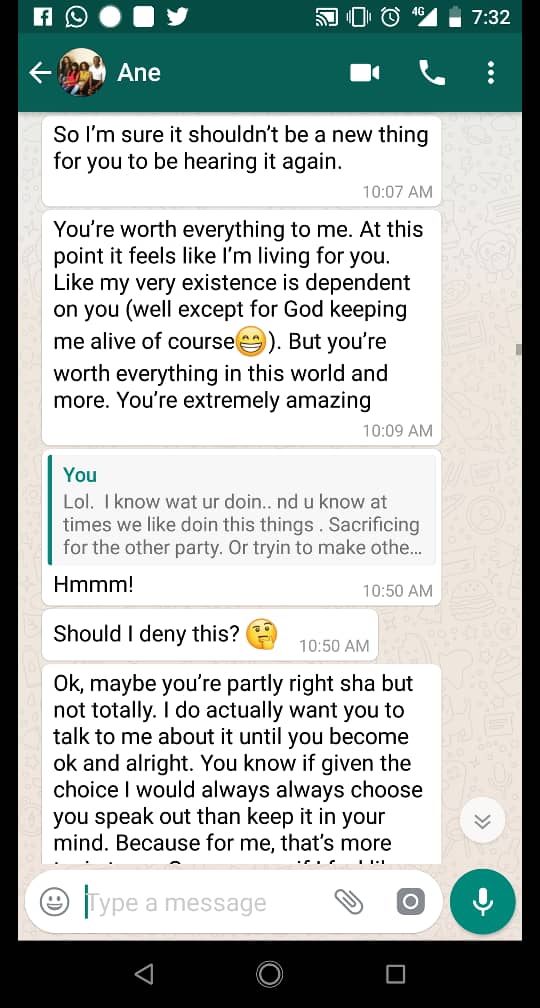 4G 7:32
Ane
So I'm sure it shouldn't be a new thing
for you to be hearing it again.
10:07 AM
You're worth everything to me. At this
point it feels like I'm living for you.
Like my very existence is dependent
on you (well except for God keeping
me alive of course😁). But you're
worth everything in this world and
more. You're extremely amazing
10:09 AM
You
Lol. I know wat ur doin.. nd u know at
times we like doin this things . Sacrificing
for the other party. Or tryin to make othe...
Hmmm!
10:50 AM
Should I deny this? 🤔 10:50 AM
Ok, maybe you're partly right sha but
not totally. I do actually want you to
talk to me about it until you become
ok and alright. You know if given the
choice I would always always choose
you speak out than keep it in your
mind. Because for me, that's more
Type a message